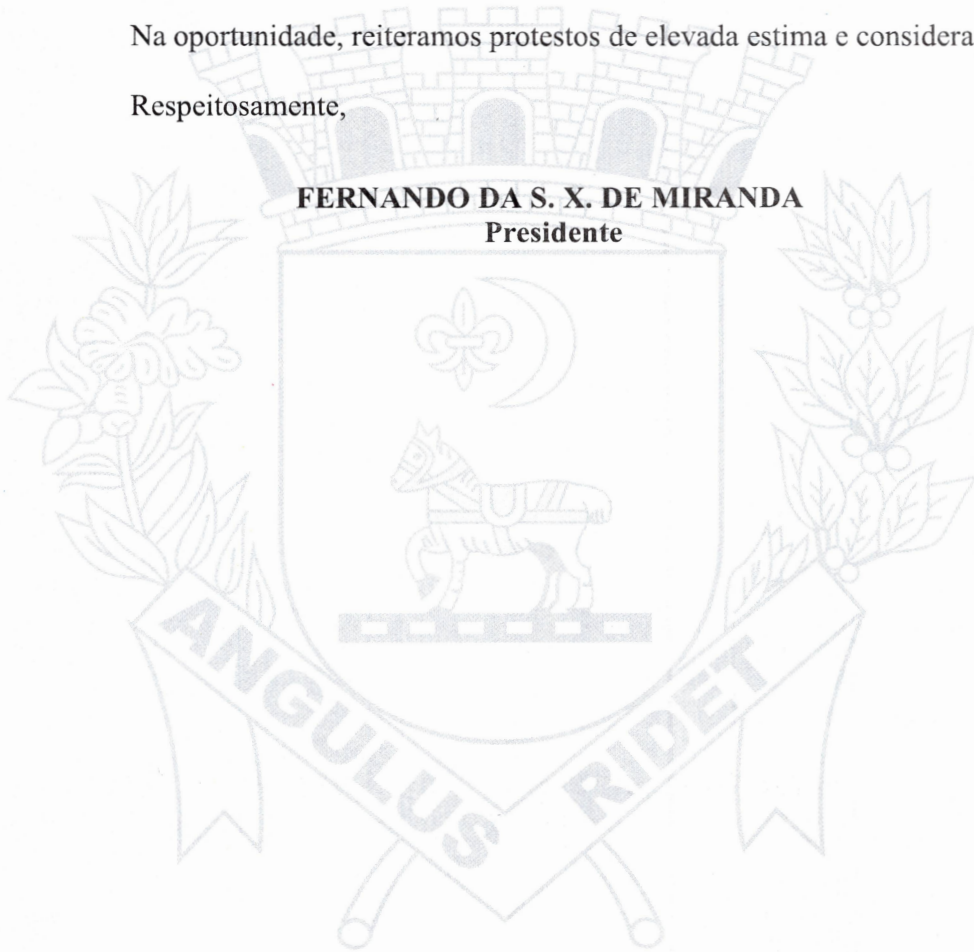 Na oportunidade, reiteramos protestos de elevada estima e considera
Respeitosamente,
FERNANDO DA S. X. DE MIRANDA
Presidente
ANGULUS RIDET